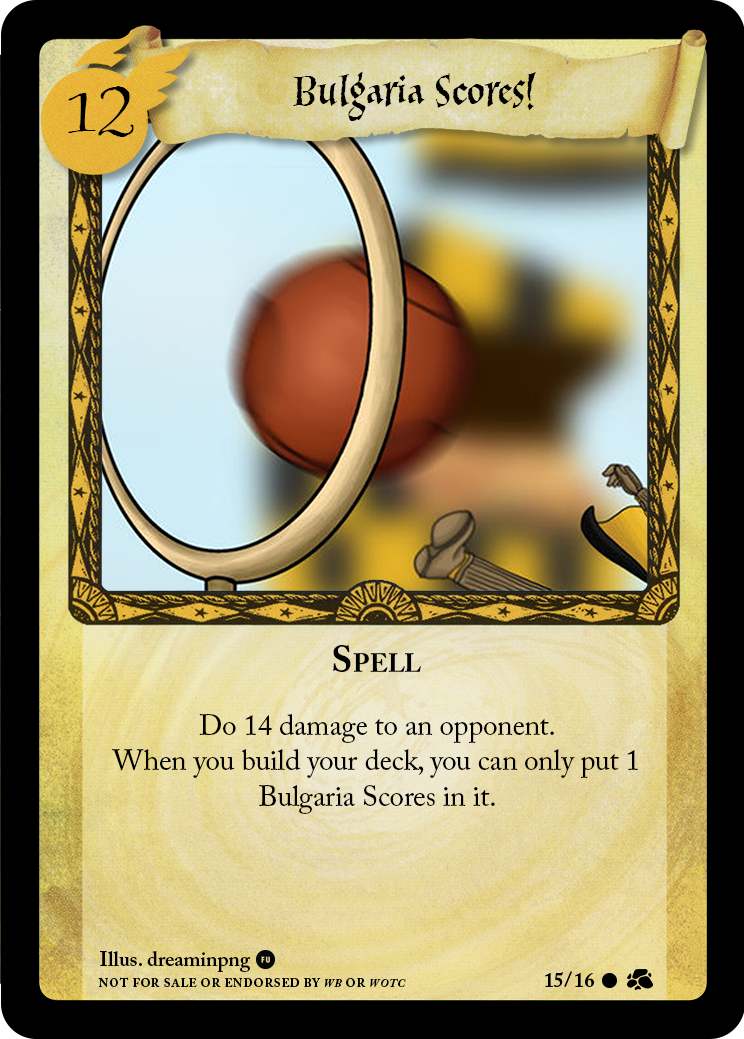 12
Bulgaria Scores!
SPELL
Do 14 damage to an opponent.
When you build your deck, you can only put 1
Bulgaria Scores in it.
Illus. dreaminpng FU
NOT FOR SALE OR ENDORSED BY WB OR WOTC
15/16